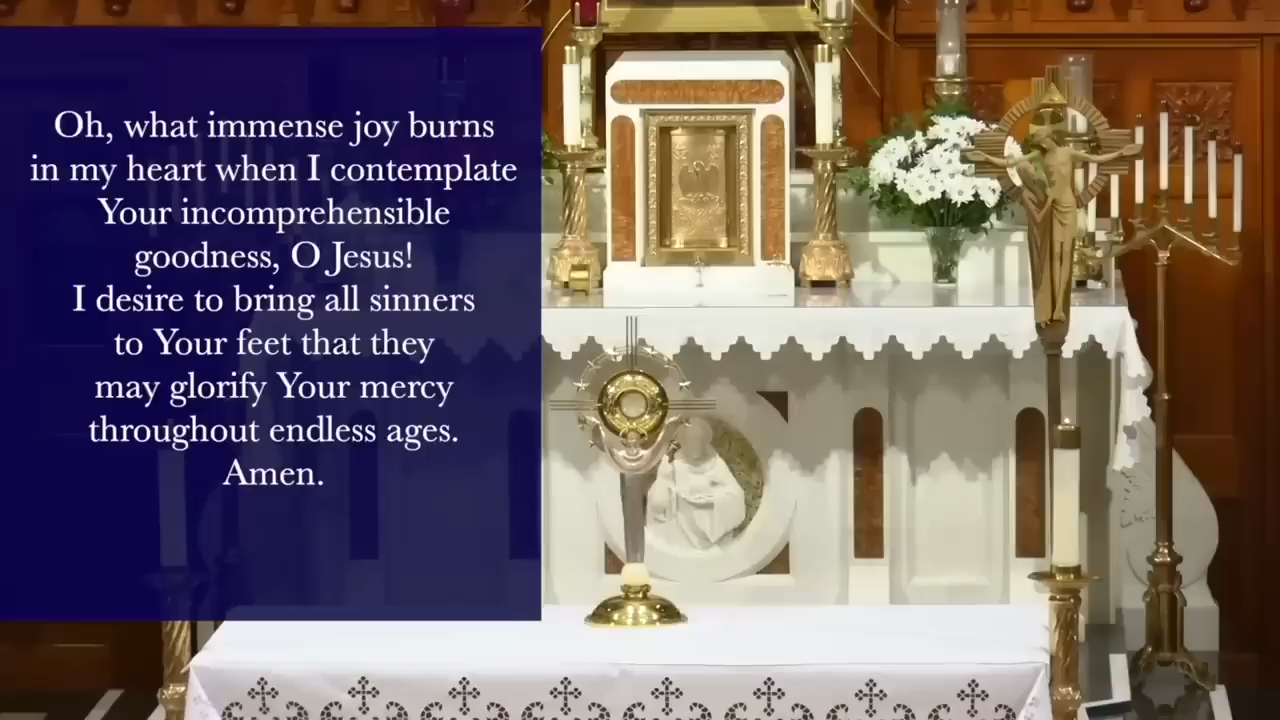 Oh, what immense joy burns
in my heart when I contemplate
Your incomprehensible
goodness, O Jesus!
I desire to bring all sinners
to Your feet that they
may glorify Your mercy
throughout endless ages.
Amen.